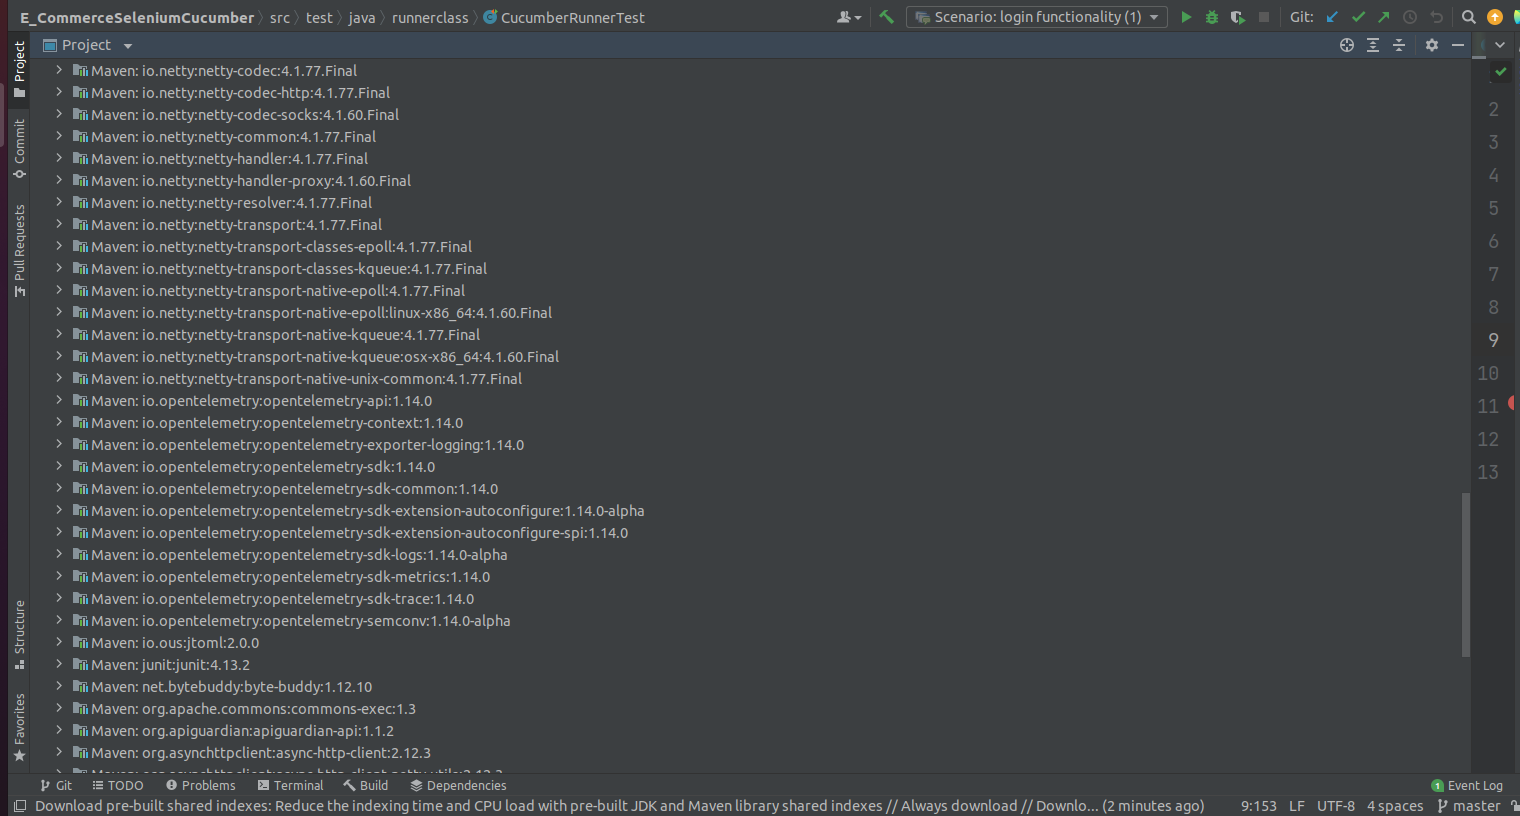 E_CommerceSeleniumCucumber > src > test > java > runnerclass > CucumberRunnerTest
Scenario: login functionality (1)
Git:
Project
Project
Commit
Pull Requests
Structure
Favorites
Maven: io.netty:netty-codec:4.1.77.Final
Maven: io.netty:netty-codec-http:4.1.77.Final
Maven: io.netty:netty-codec-socks:4.1.60.Final
Maven: io.netty:netty-common:4.1.77.Final
Maven: io.netty:netty-handler:4.1.77.Final
Maven: io.netty:netty-handler-proxy:4.1.60.Final
Maven: io.netty:netty-resolver:4.1.77.Final
Maven: io.netty:netty-transport:4.1.77.Final
Maven: io.netty:netty-transport-classes-epoll:4.1.77.Final
Maven: io.netty:netty-transport-classes-kqueue:4.1.77.Final
Maven: io.netty:netty-transport-native-epoll:4.1.77.Final
Maven: io.netty:netty-transport-native-epoll:linux-x86_64:4.1.60.Final
Maven: io.netty:netty-transport-native-kqueue:4.1.77.Final
Maven: io.netty:netty-transport-native-kqueue:osx-x86_64:4.1.60.Final
Maven: io.netty:netty-transport-native-unix-common:4.1.77.Final
Maven: io.opentelemetry:opentelemetry-api:1.14.0
Maven: io.opentelemetry:opentelemetry-context:1.14.0
Maven: io.opentelemetry:opentelemetry-exporter-logging:1.14.0
Maven: io.opentelemetry:opentelemetry-sdk:1.14.0
Maven: io.opentelemetry:opentelemetry-sdk-common:1.14.0
Maven: io.opentelemetry:opentelemetry-sdk-extension-autoconfigure:1.14.0-alpha
Maven: io.opentelemetry:opentelemetry-sdk-extension-autoconfigure-spi:1.14.0
Maven: io.opentelemetry:opentelemetry-sdk-logs:1.14.0-alpha
Maven: io.opentelemetry:opentelemetry-sdk-metrics:1.14.0
Maven: io.opentelemetry:opentelemetry-sdk-trace:1.14.0
Maven: io.opentelemetry:opentelemetry-semconv:1.14.0-alpha
Maven: io.ous:jtoml:2.0.0
Maven: junit:junit:4.13.2
Maven: net.bytebuddy:byte-buddy:1.12.10
Maven: org.apache.commons:commons-exec:1.3
Maven: org.apiguardian:apiguardian-api:1.1.2
Maven: org.asynchttpclient:async-http-client:2.12.3
2
3
4
5
6
7
8
9
10
11
12
13
Git TODO Problems Terminal Build Dependencies
1 Event Log
Download pre-built shared indexes: Reduce the indexing time and CPU load with pre-built JDK and Maven library shared indexes // Always download // Downlo... (2 minutes ago)
9:153 LF UTF-8 4 spaces master